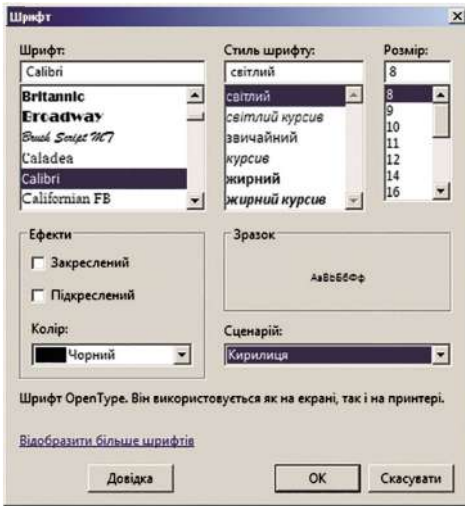 Шрифт
Шрифт:
Calibri
Britannic
Broadway
Brush Script MT
Caladea
Calibri
Californian FB
Стиль шрифту:
світлий
світлий
світлий курсив
звичайний
курсив
жирний
жирний курсив
Розмір:
8
8
9
10
11
12
14
16
Ефекти
Закреслений
Підкреслений
Колір:
Чорний
Зразок
АаВbБбФф
Сценарій:
Кирилиця
Шрифт OpenType. Він використовується як на екрані, так і на принтері.
Відобразити більше шрифтів
Довідка
ОК
Скасувати